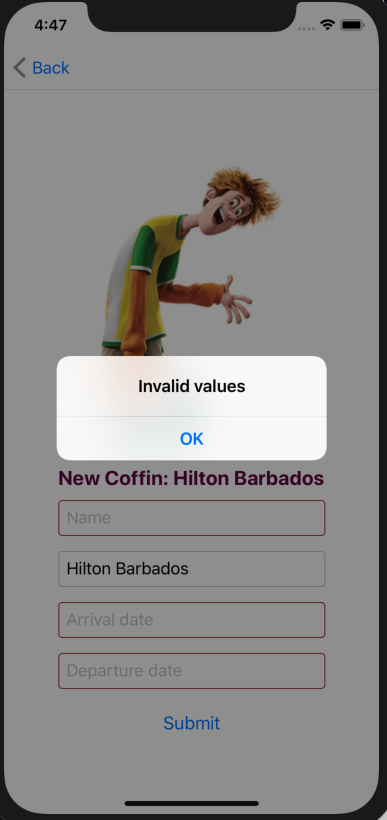 4:47
Back
Invalid values
OK
New Coffin: Hilton Barbados
Name
Hilton Barbados
Arrival date
Departure date
Submit